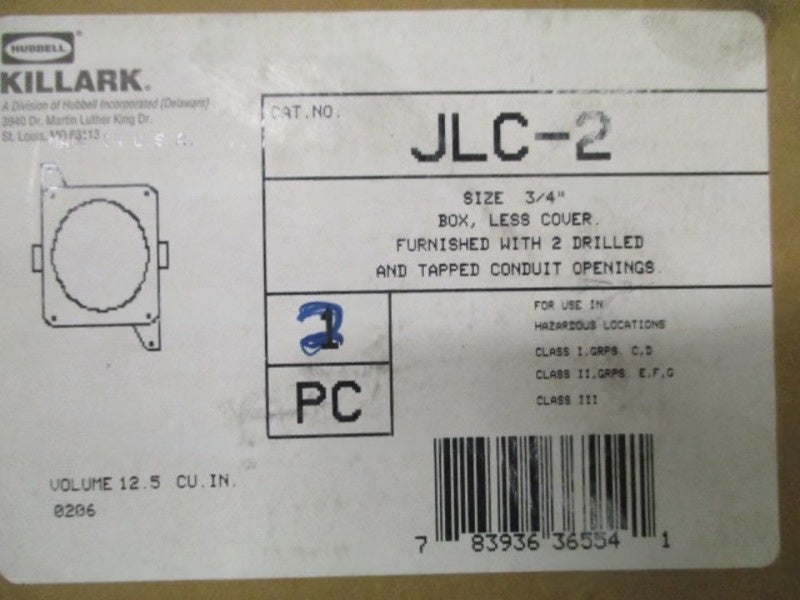 HUBBELL®
KILLARK®
A Division of Hubbell Incorporated (Delaware)
3940 Dr. Martin Luther King Dr.
St. Louis, MO 63113
MADE IN U.S.A.
CAT.NO.
JLC-2
SIZE 3/4"
BOX, LESS COVER.
FURNISHED WITH 2 DRILLED
AND TAPPED CONDUIT OPENINGS.
2
PC
FOR USE IN
HAZARDOUS LOCATIONS
CLASS I,GRPS. C,D
CLASS II,GRPS. E,F,G
CLASS III
VOLUME 12.5 CU.IN.
0206
7 83936 36554 1